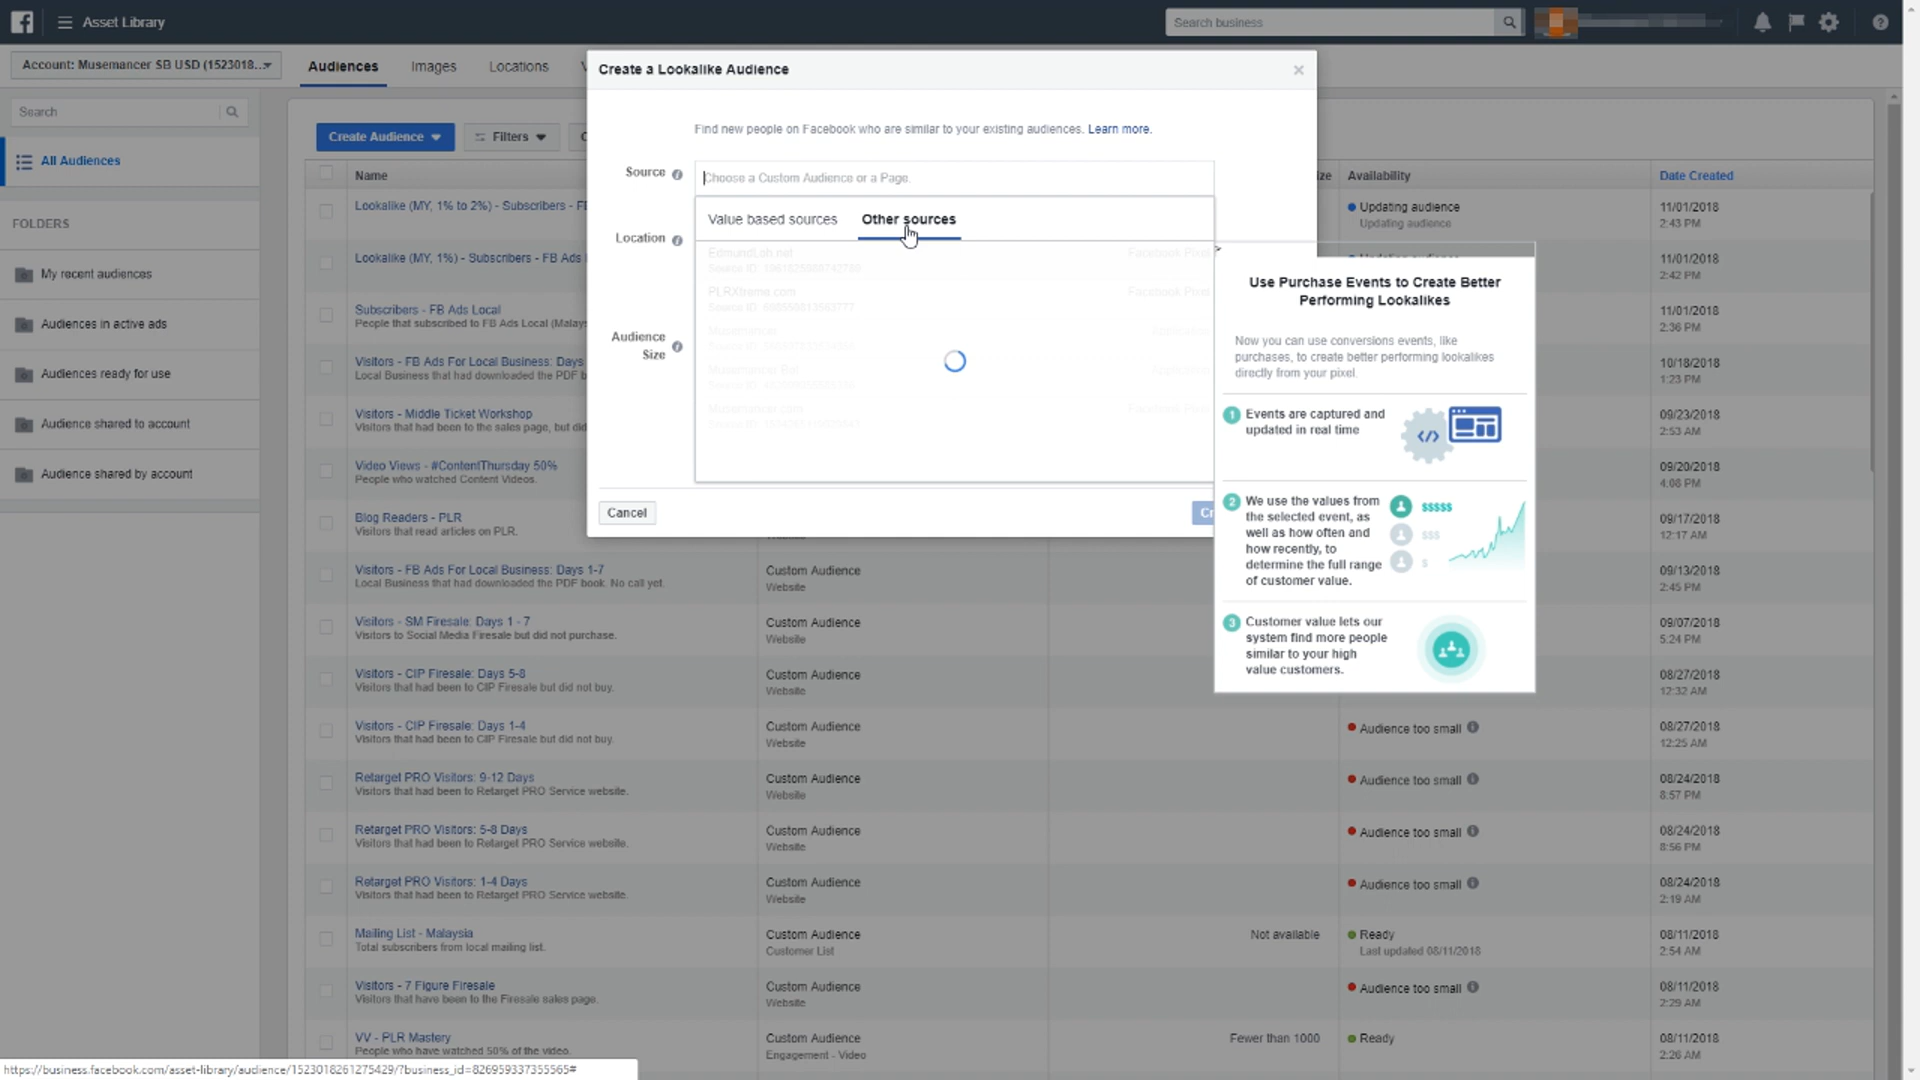 Asset Library
Search business
Account: Musemancer SB USD (1523018...
Audiences
Images
Locations
Search
All Audiences
FOLDERS
My recent audiences
Audiences in active ads
Audiences ready for use
Audience shared to account
Audience shared by account
Create Audience
Filters
Name
Availability
Date Created
Lookalike (MY, 1% to 2%) - Subscribers - FB
Updating audience
Updating audience
11/01/2018
2:43 PM
Lookalike (MY, 1%) - Subscribers - FB Ads
11/01/2018
2:42 PM
Subscribers - FB Ads Local
People that subscribed to FB Ads Local (Malays
11/01/2018
2:36 PM
Visitors - FB Ads For Local Business: Days
Local Business that had downloaded the PDF b
10/18/2018
1:23 PM
Visitors - Middle Ticket Workshop
Visitors that had been to the sales page, but did
09/23/2018
2:53 AM
Video Views - #ContentThursday 50%
People who watched Content Videos.
09/20/2018
4:08 PM
Blog Readers - PLR
Visitors that read articles on PLR.
09/17/2018
12:17 AM
Visitors - FB Ads For Local Business: Days 1-7
Local Business that had downloaded the PDF book. No call yet.
Custom Audience
Website
09/13/2018
2:45 PM
Visitors - SM Firesale: Days 1 - 7
Visitors to Social Media Firesale but did not purchase.
Custom Audience
Website
09/07/2018
5:24 PM
Visitors - CIP Firesale: Days 5-8
Visitors that had been to CIP Firesale but did not buy.
Custom Audience
Website
08/27/2018
12:32 AM
Visitors - CIP Firesale: Days 1-4
Visitors that had been to CIP Firesale but did not buy.
Custom Audience
Website
Audience too small
08/27/2018
12:25 AM
Retarget PRO Visitors: 9-12 Days
Visitors that had been to Retarget PRO Service website.
Custom Audience
Website
Audience too small
08/24/2018
8:57 PM
Retarget PRO Visitors: 5-8 Days
Visitors that had been to Retarget PRO Service website.
Custom Audience
Website
Audience too small
08/24/2018
8:56 PM
Retarget PRO Visitors: 1-4 Days
Visitors that had been to Retarget PRO Service website.
Custom Audience
Website
Audience too small
08/24/2018
2:19 AM
Mailing List - Malaysia
Total subscribers from local mailing list.
Custom Audience
Customer List
Not available
Ready
Last updated 08/11/2018
08/11/2018
2:54 AM
Visitors - 7 Figure Firesale
Visitors that have been to the Firesale sales page.
Custom Audience
Website
Audience too small
08/11/2018
2:29 AM
VV - PLR Mastery
People who have watched 50% of the video.
Custom Audience
Engagement - Video
Fewer than 1000
Ready
08/11/2018
2:26 AM
Create a Lookalike Audience
Find new people on Facebook who are similar to your existing audiences. Learn more.
Source
Choose a Custom Audience or a Page.
Value based sources
Other sources
Location
Audience
Size
EdmundLoh.net
Facebook Pixel
PLRXtreme.com
Facebook Pixel
Musemancer
Application
Musemancer.com
Facebook Pixel
Cancel
Use Purchase Events to Create Better
Performing Lookalikes
Now you can use conversions events, like
purchases, to create better performing lookalikes
directly from your pixel.
1 Events are captured and
updated in real time
2 We use the values from
the selected event, as
well as how often and
how recently, to
determine the full range
of customer value.
$$$$$
$$$
$
3 Customer value lets our
system find more people
similar to your high
value customers.
https://business.facebook.com/asset-library/audience/1523018261275429/?business_id=826959337355565#